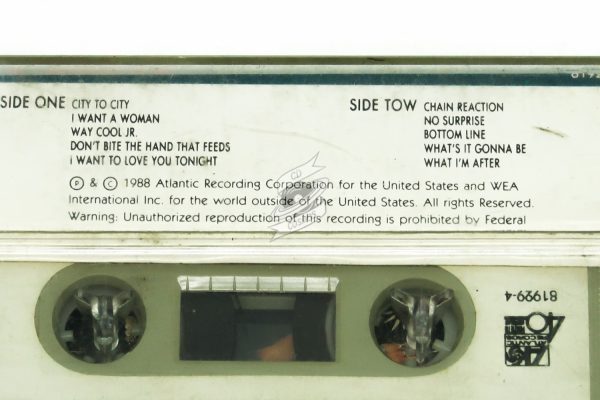 SIDE ONE CITY TO CITY
I WANT A WOMAN
WAY COOL JR.
DON'T BITE THE HAND THAT FEEDS
I WANT TO LOVE YOU TONIGHT
SIDE TOW CHAIN REACTION
NO SURPRISE
BOTTOM LINE
WHAT'S IT GONNA BE
WHAT I'M AFTER
℗ & © 1988 Atlantic Recording Corporation for the United States and WEA
International Inc. for the world outside of the United States. All rights Reserved.
Warning: Unauthorized reproduction of this recording is prohibited by Federal
81929-4